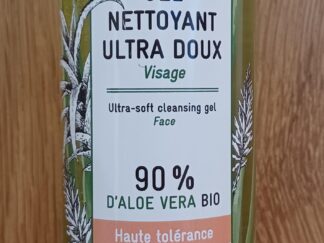 NETTOYANT
ULTRA DOUX
Visage
Ultra-soft cleansing gel
Face
90 %
D'ALOE VERA BIO
Haute tolérance